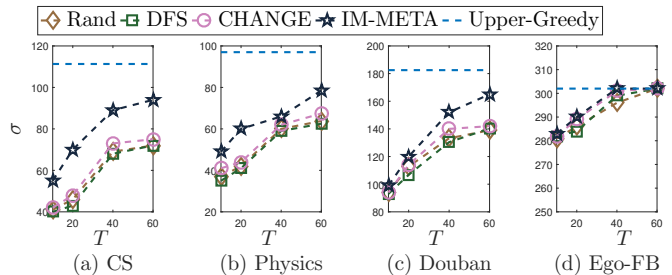 Rand DFS CHANGE IM-META Upper-Greedy
120 100 200 320
100 80 180 310
80 60 160 300
σ 60 40 140 290
40 20 120 280
100 270
80 260
250
20 40 60 20 40 60 20 40 60 20 40 60
T T T T
(a) CS (b) Physics (c) Douban (d) Ego-FB